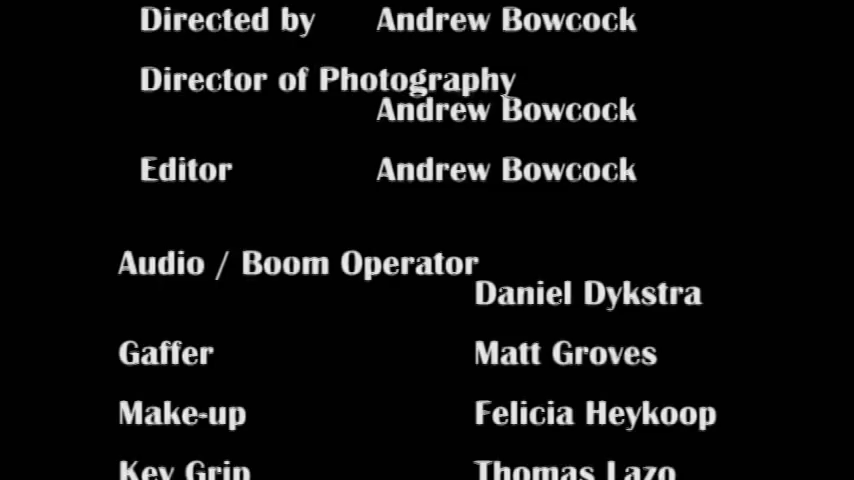 Directed by Andrew Bowcock
Director of Photography
Andrew Bowcock
Editor Andrew Bowcock
Audio / Boom Operator
Daniel Dykstra
Gaffer Matt Groves
Make-up Felicia Heykoop
Key Grip Thomas Lazo